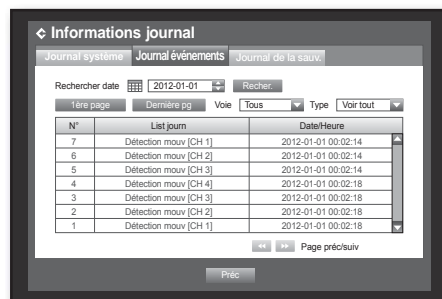 Informations journal
Journal système Journal événements Journal de la sauv.
Rechercher date 2012-01-01 Recher.
1ère page Dernière pg Voie Tous Type Voir tout
N° List journ Date/Heure
7 Détection mouv [CH 1] 2012-01-01 00:02:14
6 Détection mouv [CH 2] 2012-01-01 00:02:14
5 Détection mouv [CH 3] 2012-01-01 00:02:14
4 Détection mouv [CH 4] 2012-01-01 00:02:18
3 Détection mouv [CH 3] 2012-01-01 00:02:18
2 Détection mouv [CH 2] 2012-01-01 00:02:18
1 Détection mouv [CH 1] 2012-01-01 00:02:18
Page préc/suiv
Préc